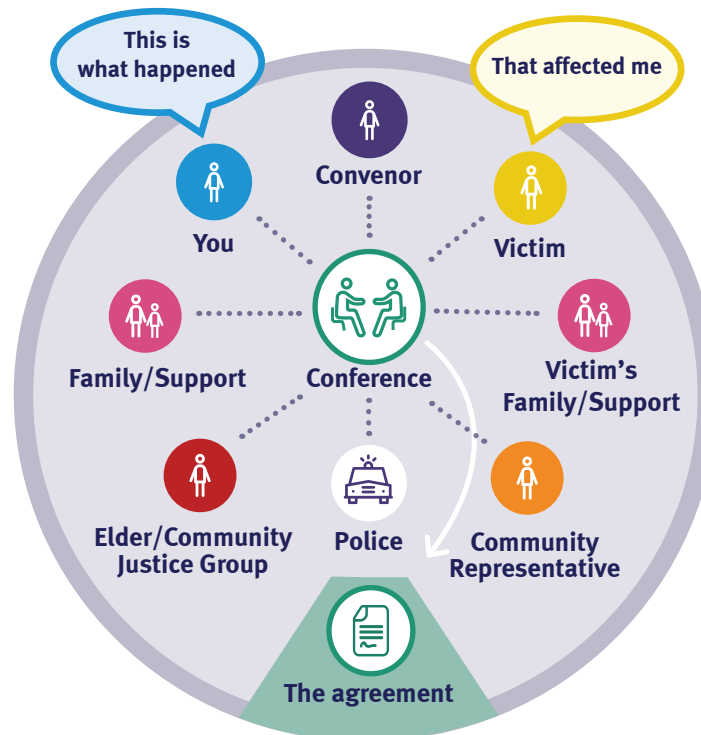 This is
what happened
That affected me
Convenor
You
Victim
Family/Support
Conference
Victim's
Family/Support
Elder/Community
Justice Group
Police
Community
Representative
The agreement